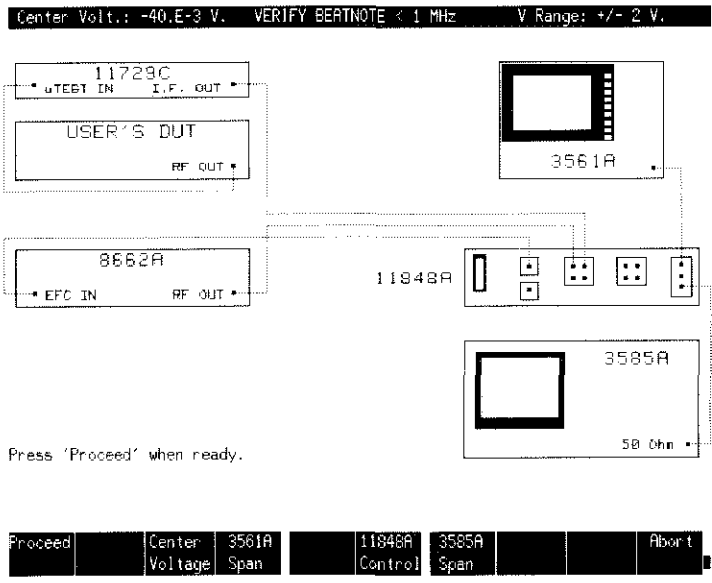 Center Volt.: -40.E-3 V. VERIFY BEATNOTE < 1 MHz V Range: +/- 2 V.
11729C
uTEST IN I.F. OUT
USER'S DUT
RF OUT
3561A
8662A
EFC IN RF OUT
11848A
3585A
50 Ohm
Press 'Proceed' when ready.
Proceed Center Voltage 3561A Span 11848A Control 3585A Span Abort